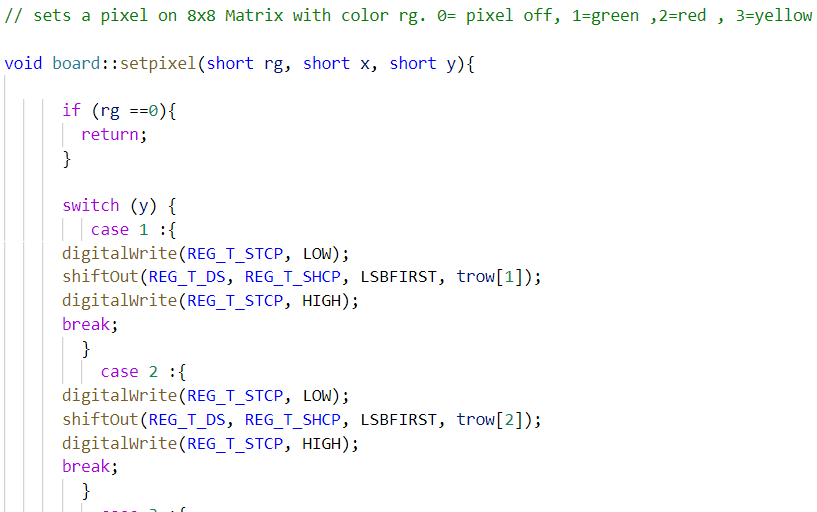 // sets a pixel on 8x8 Matrix with color rg. 0= pixel off, 1=green ,2=red , 3=yellow
void board::setpixel(short rg, short x, short y){
if (rg ==0){
return;
}
switch (y) {
case 1 :{
digitalWrite(REG_T_STCP, LOW);
shiftOut(REG_T_DS, REG_T_SHCP, LSBFIRST, trow[1]);
digitalWrite(REG_T_STCP, HIGH);
break;
}
case 2 :{
digitalWrite(REG_T_STCP, LOW);
shiftOut(REG_T_DS, REG_T_SHCP, LSBFIRST, trow[2]);
digitalWrite(REG_T_STCP, HIGH);
break;
}